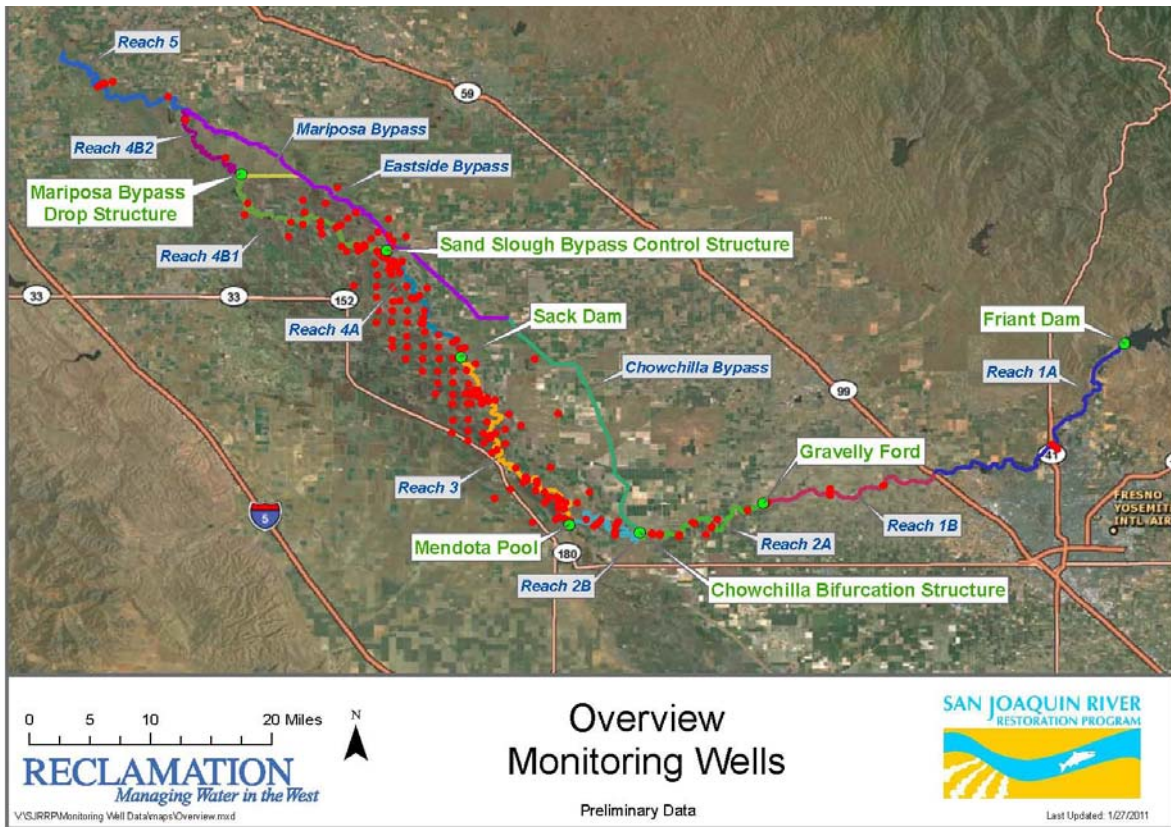 Reach 5
59
Mariposa Bypass
Reach 4B2
Eastside Bypass
Mariposa Bypass
Drop Structure
Sand Slough Bypass Control Structure
Reach 4B1
33
33
152
Sack Dam
Friant Dam
Reach 4A
Chowchilla Bypass
Reach 1A
99
Gravelly Ford
41
Reach 3
FRESNO
YOSEMIT
INTL-AIR
5
Reach 1B
Mendota Pool
Reach 2A
180
Reach 2B
Chowchilla Bifurcation Structure
0 5 10 20 Miles
N
RECLAMATION
Managing Water in the West
V:\SJRRP\Monitoring Well Data\maps\Overview.mxd
Overview
Monitoring Wells
Preliminary Data
SAN JOAQUIN RIVER
RESTORATION PROGRAM
Last Updated: 1/27/2011